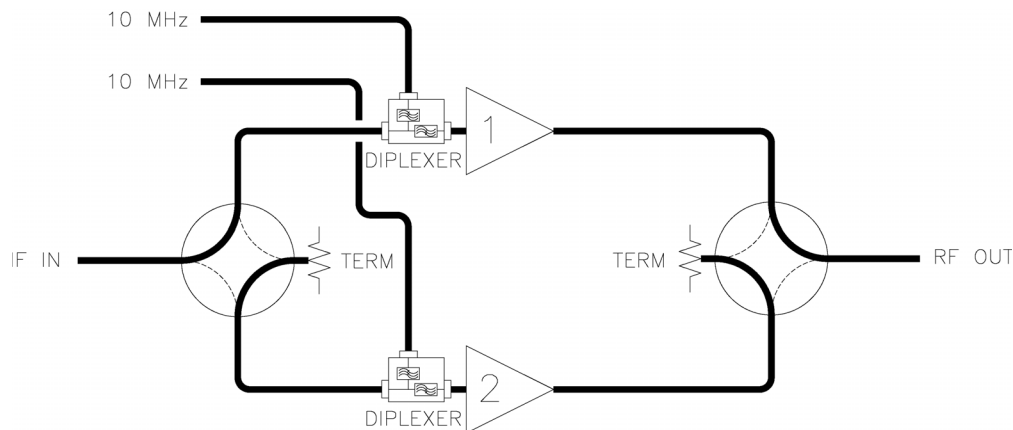 10 MHz
10 MHz
1
DIPLEXER
IF IN
TERM
TERM
RF OUT
2
DIPLEXER